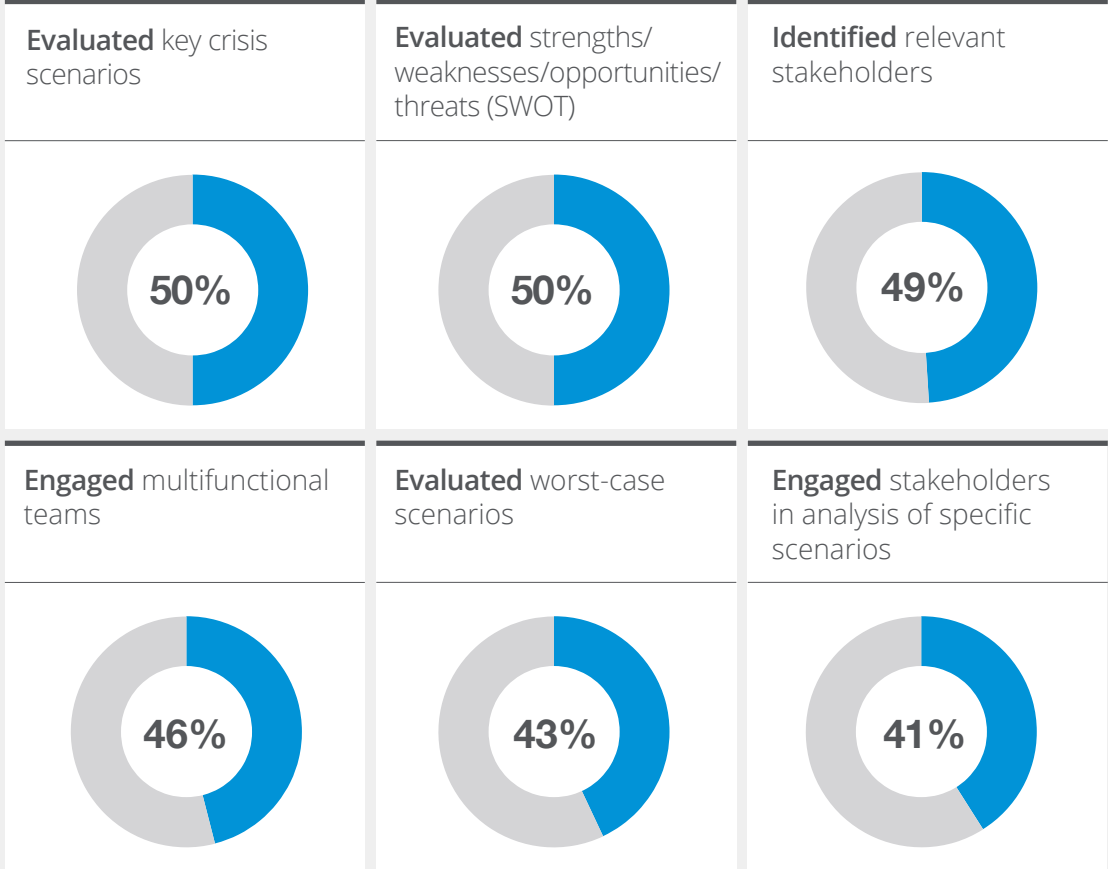 Evaluated key crisis
scenarios
50%
Evaluated strengths/
weaknesses/opportunities/
threats (SWOT)
50%
Identified relevant
stakeholders
49%
Engaged multifunctional
teams
46%
Evaluated worst-case
scenarios
43%
Engaged stakeholders
in analysis of specific
scenarios
41%